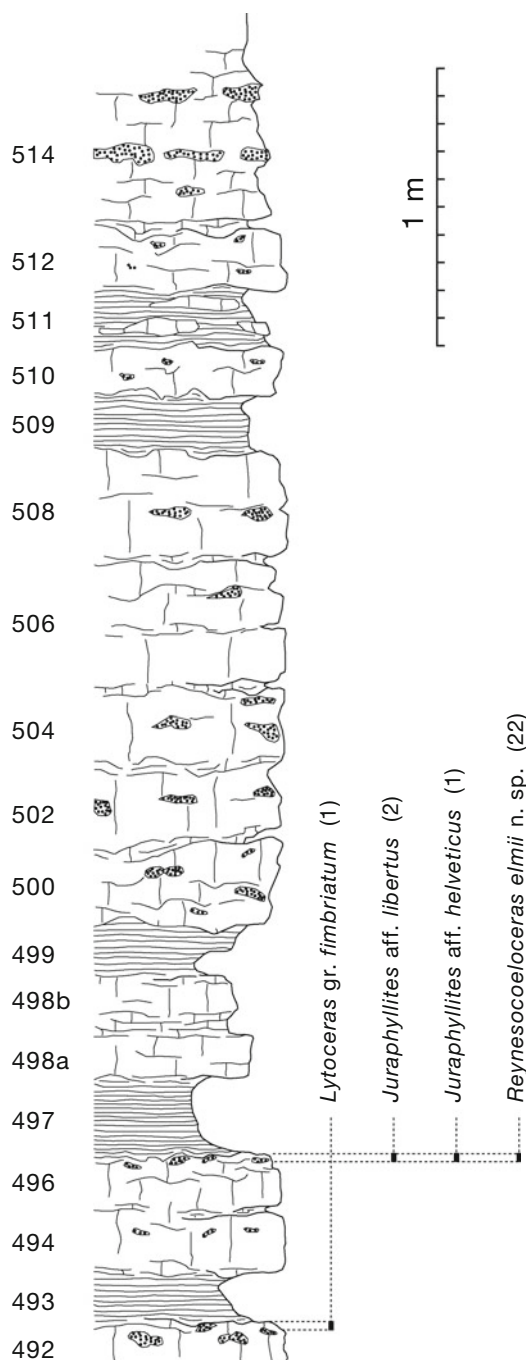 514
512
511
510
509
508
506
504
502
500
499
498b
498a
497
496
494
493
492
1 m
Lytoceras gr. fimbriatum (1)
Juraphyllites aff. libertus (2)
Juraphyllites aff. helveticus (1)
Reynesocoeloceras elmii n. sp. (22)